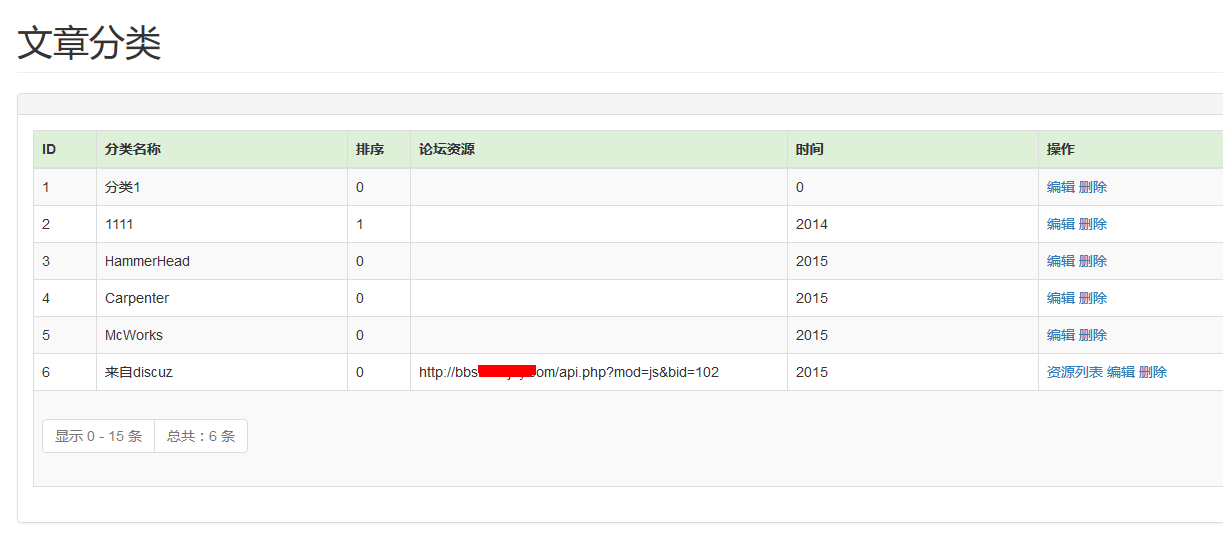 文章分类
ID 分类名称 排序 论坛资源 时间 操作
1 分类1 0 0 编辑 删除
2 1111 1 2014 编辑 删除
3 HammerHead 0 2015 编辑 删除
4 Carpenter 0 2015 编辑 删除
5 McWorks 0 2015 编辑 删除
6 来自discuz 0 http://bbs om/api.php?mod=js&bid=102 2015 资源列表 编辑 删除
显示 0 - 15 条 总共：6 条